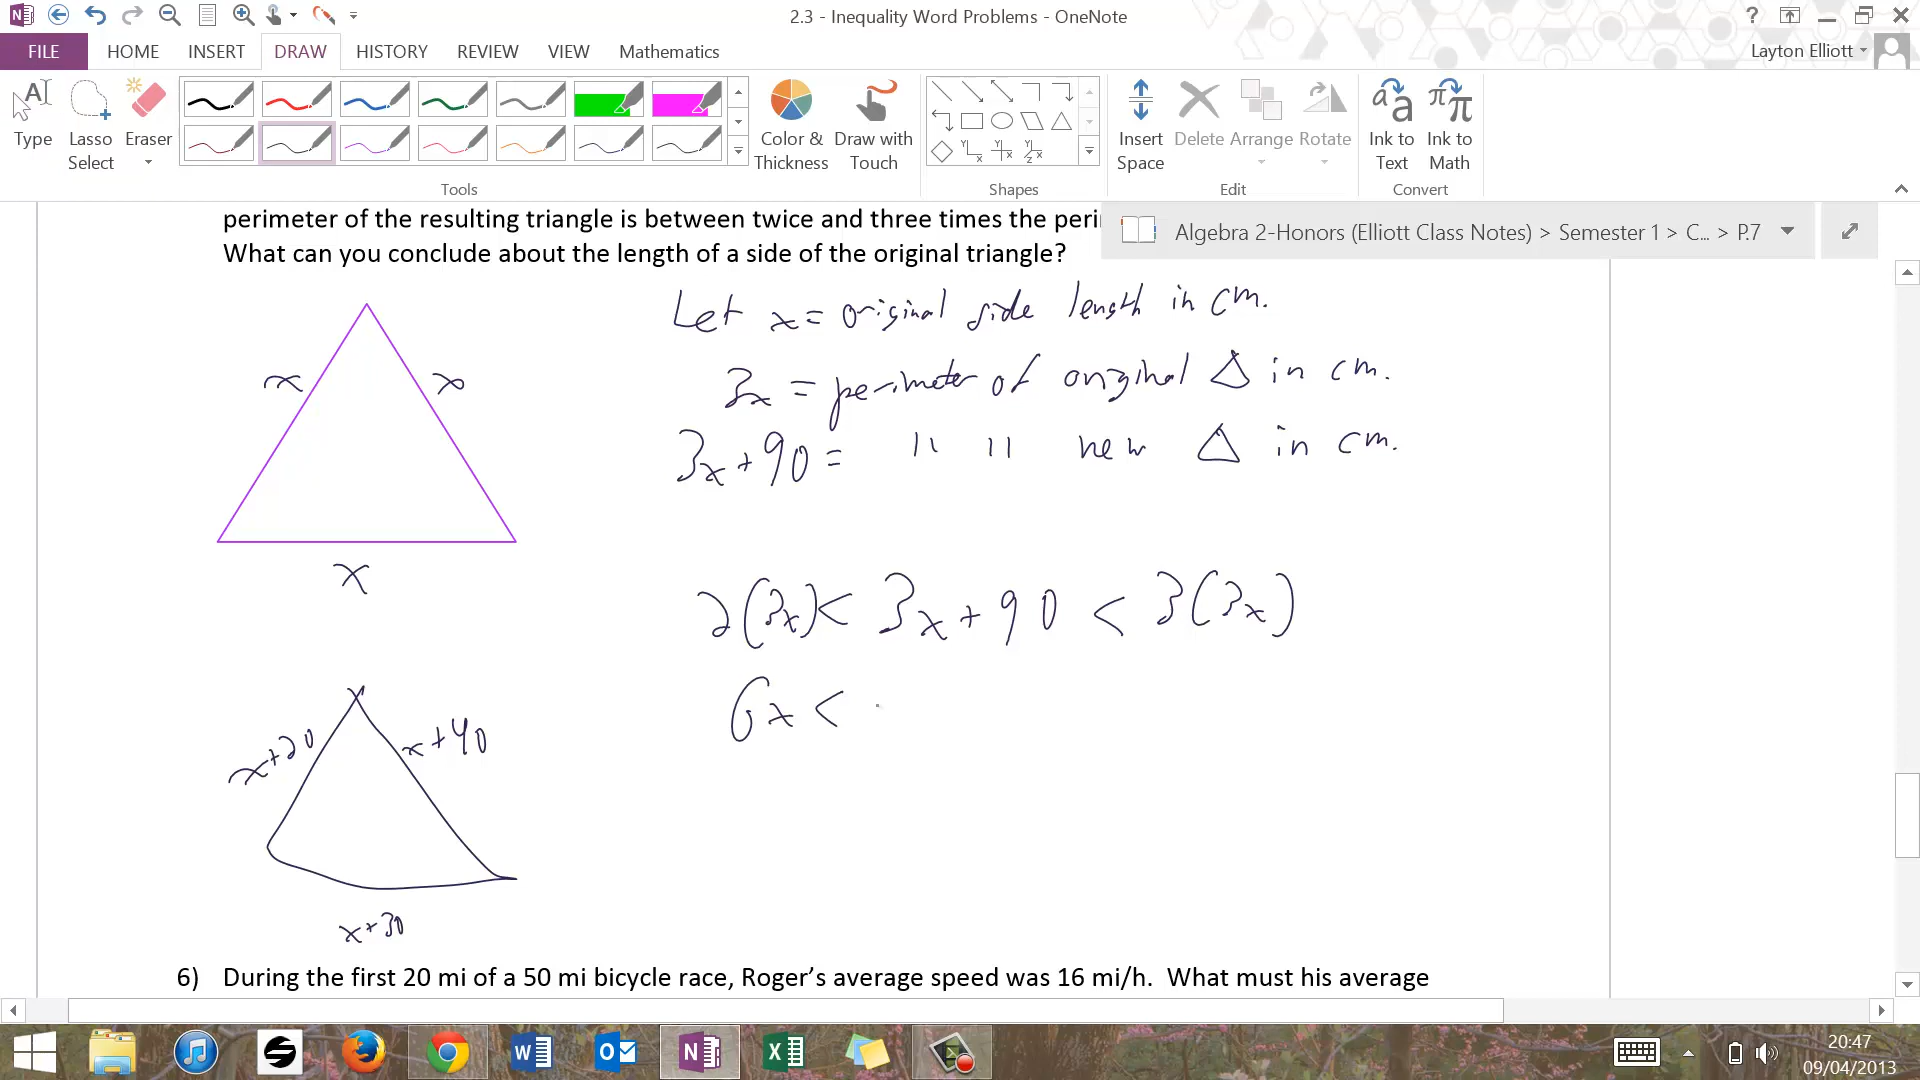 2.3 - Inequality Word Problems - OneNote
FILE HOME INSERT DRAW HISTORY REVIEW VIEW Mathematics
Layton Elliott
Type
Lasso Select
Eraser
Color & Thickness
Draw with Touch
Insert Space
Delete
Arrange
Rotate
Ink to Text
Ink to Math
Tools
Shapes
Edit
Convert
perimeter of the resulting triangle is between twice and three times the peri
Algebra 2-Honors (Elliott Class Notes) > Semester 1 > C... > P.7
What can you conclude about the length of a side of the original triangle?
Let x = original side length in cm.
3x = perimeter of original △ in cm.
3x + 90 = " " new △ in cm.
x
x
x
2(3x) < 3x + 90 < 3(3x)
6x <
x+20
x+40
x+30
6) During the first 20 mi of a 50 mi bicycle race, Roger's average speed was 16 mi/h. What must his average
20:47
09/04/2013